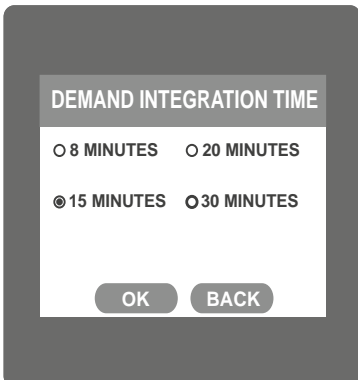 DEMAND INTEGRATION TIME
8 MINUTES 20 MINUTES
15 MINUTES 30 MINUTES
OK BACK